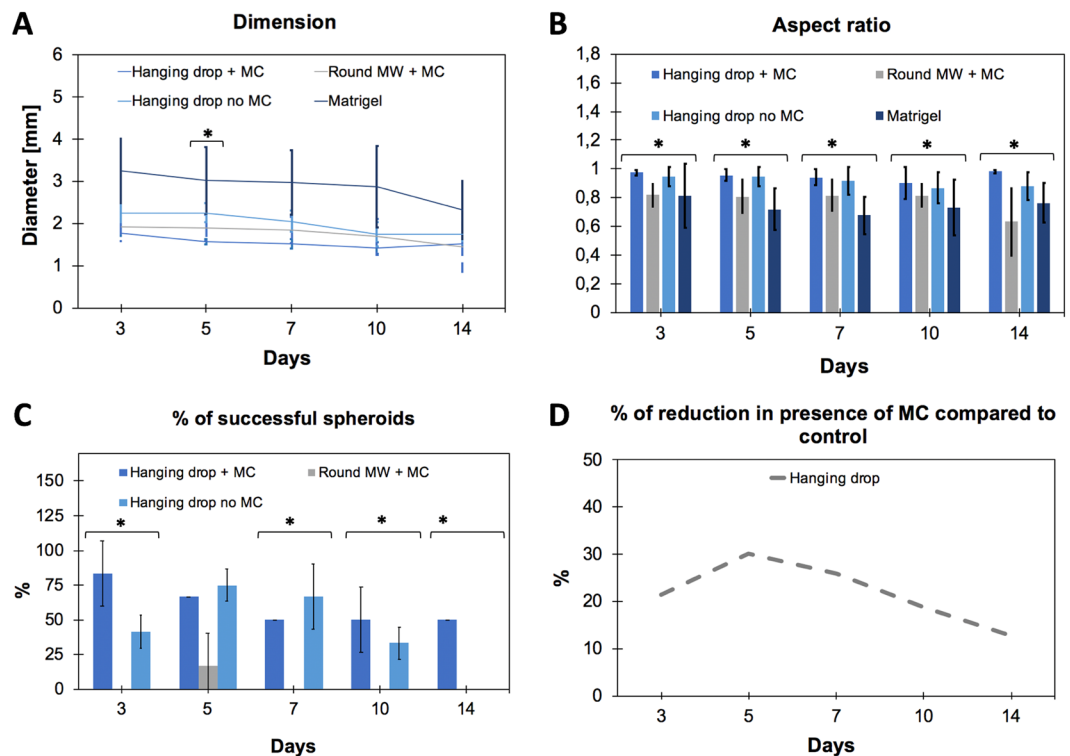 A
Dimension
6
5
4
3
2
1
0
Diameter [mm]
Hanging drop + MC
Round MW + MC
Hanging drop no MC
Matrigel
*
3 5 7 10 14
Days
B
Aspect ratio
1,8
1,6
1,4
1,2
1
0,8
0,6
0,4
0,2
0
Hanging drop + MC
Round MW + MC
Hanging drop no MC
Matrigel
* * * * *
3 5 7 10 14
Days
C
% of successful spheroids
150
125
100
75
50
25
0
%
Hanging drop + MC
Round MW + MC
Hanging drop no MC
* * * *
3 5 7 10 14
Days
D
% of reduction in presence of MC compared to
control
50
40
30
20
10
0
%
Hanging drop
3 5 7 10 14
Days